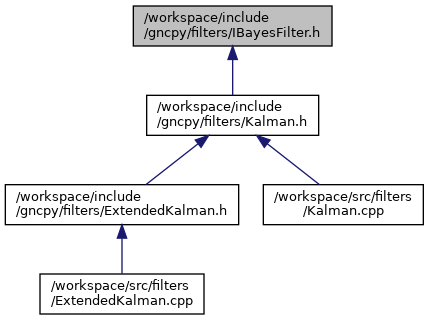 /workspace/include
/gncpy/filters/IBayesFilter.h
/workspace/include
/gncpy/filters/Kalman.h
/workspace/include
/gncpy/filters/ExtendedKalman.h
/workspace/src/filters
/Kalman.cpp
/workspace/src/filters
/ExtendedKalman.cpp